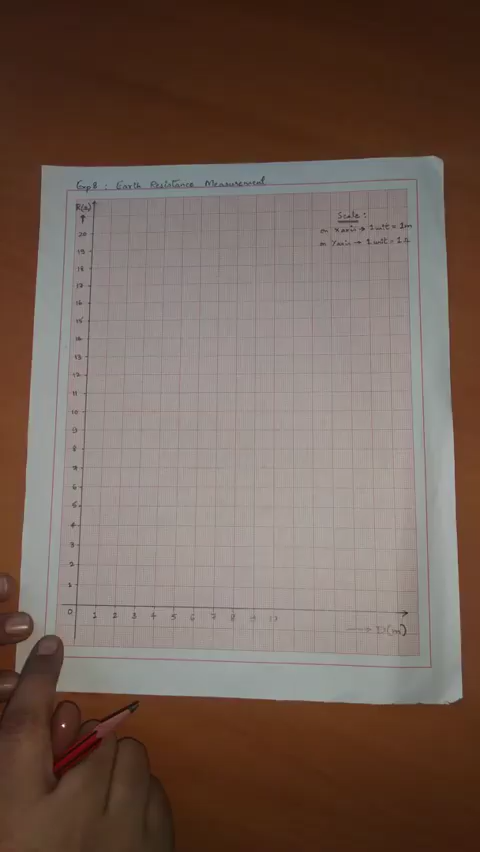 Exp 8 : Earth Resistance Measurement
R(Ω)
Scale :
on X axis → 1 unit = 1m
on Y axis → 1 unit = 1Ω
20
19
18
17
16
15
14
13
12
11
10
9
8
7
6
5
4
3
2
1
0 1 2 3 4 5 6 7 8 9 10
→ D(m)